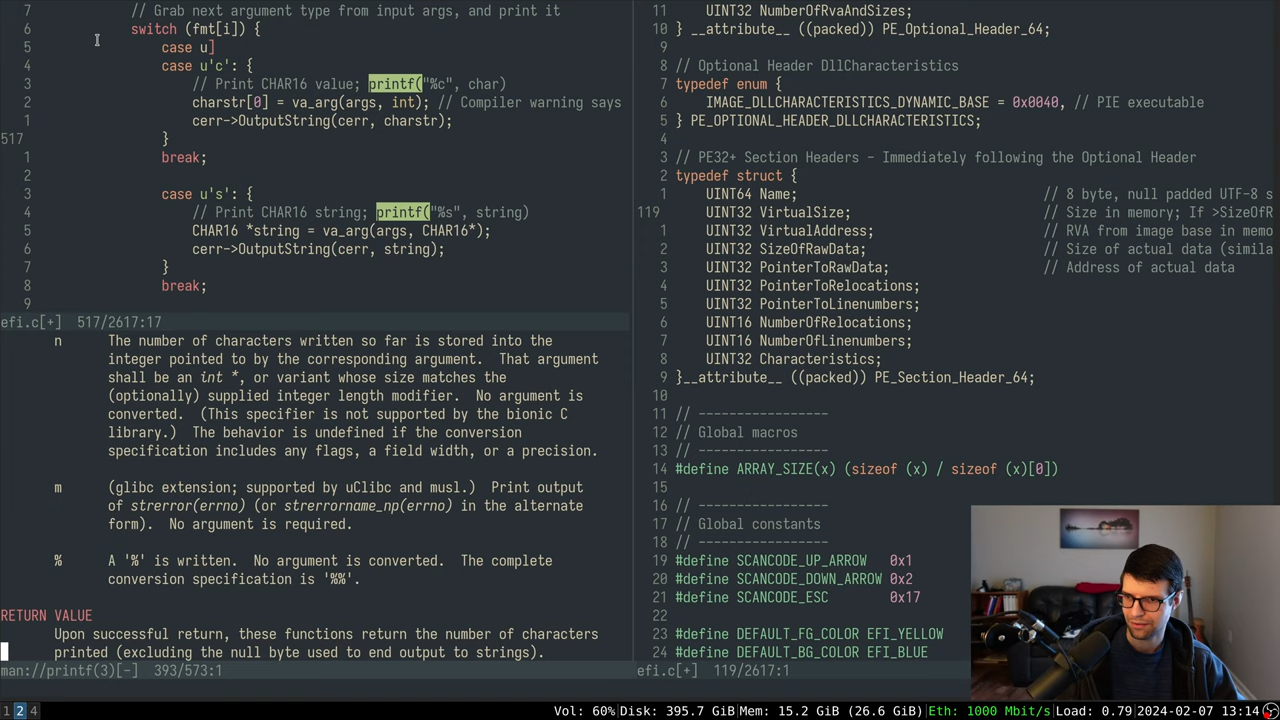 7 // Grab next argument type from input args, and print it
6 switch (fmt[i]) {
5 case u]
4 case u'c': {
3 // Print CHAR16 value; printf("%c", char)
2 charstr[0] = va_arg(args, int); // Compiler warning says
1 cerr->OutputString(cerr, charstr);
517 }
1 break;
2
3 case u's': {
4 // Print CHAR16 string; printf("%s", string)
5 CHAR16 *string = va_arg(args, CHAR16*);
6 cerr->OutputString(cerr, string);
7 }
8 break;
9
efi.c[+] 517/2617:17
n The number of characters written so far is stored into the
integer pointed to by the corresponding argument. That argument
shall be an int *, or variant whose size matches the
(optionally) supplied integer length modifier. No argument is
converted. (This specifier is not supported by the bionic C
library.) The behavior is undefined if the conversion
specification includes any flags, a field width, or a precision.
m (glibc extension; supported by uClibc and musl.) Print output
of strerror(errno) (or strerrorname_np(errno) in the alternate
form). No argument is required.
% A '%' is written. No argument is converted. The complete
conversion specification is '%%'.
RETURN VALUE
Upon successful return, these functions return the number of characters
printed (excluding the null byte used to end output to strings).
man://printf(3)[-] 393/573:1
11 UINT32 NumberOfRvaAndSizes;
10 } __attribute__ ((packed)) PE_Optional_Header_64;
9
8 // Optional Header DllCharacteristics
7 typedef enum {
6 IMAGE_DLLCHARACTERISTICS_DYNAMIC_BASE = 0x0040, // PIE executable
5 } PE_OPTIONAL_HEADER_DLLCHARACTERISTICS;
4
3 // PE32+ Section Headers - Immediately following the Optional Header
2 typedef struct {
1 UINT64 Name; // 8 byte, null padded UTF-8 s
119 UINT32 VirtualSize; // Size in memory; If >SizeOfR
1 UINT32 VirtualAddress; // RVA from image base in memo
2 UINT32 SizeOfRawData; // Size of actual data (simila
3 UINT32 PointerToRawData; // Address of actual data
4 UINT32 PointerToRelocations;
5 UINT32 PointerToLinenumbers;
6 UINT16 NumberOfRelocations;
7 UINT16 NumberOfLinenumbers;
8 UINT32 Characteristics;
9 }__attribute__ ((packed)) PE_Section_Header_64;
10
11 // -----------------
12 // Global macros
13 // -----------------
14 #define ARRAY_SIZE(x) (sizeof (x) / sizeof (x)[0])
15
16 // -----------------
17 // Global constants
18 // -----------------
19 #define SCANCODE_UP_ARROW 0x1
20 #define SCANCODE_DOWN_ARROW 0x2
21 #define SCANCODE_ESC 0x17
22
23 #define DEFAULT_FG_COLOR EFI_YELLOW
24 #define DEFAULT_BG_COLOR EFI_BLUE
efi.c[+] 119/2617:1
1 2 4 Vol: 60% Disk: 395.7 GiB Mem: 15.2 GiB (26.6 GiB) Eth: 1000 Mbit/s Load: 0.79 2024-02-07 13:14